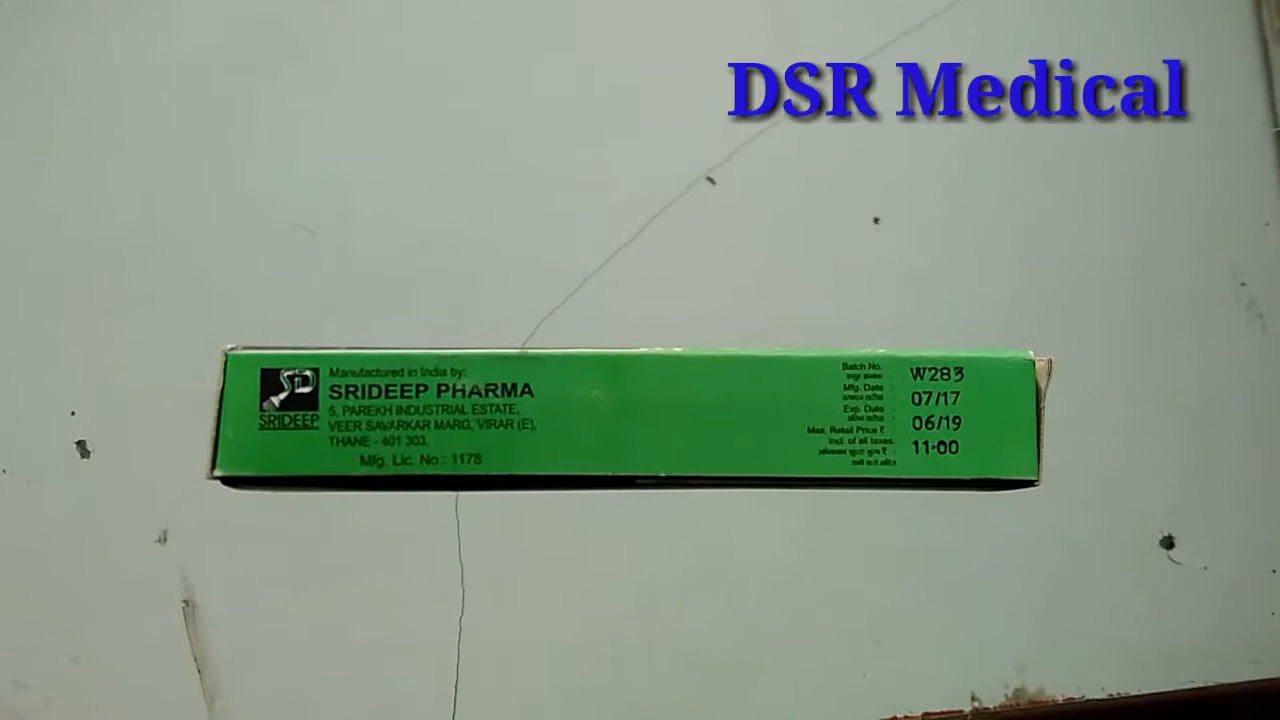 DSR Medical
SD
SRIDEEP
Manufactured in India by:
SRIDEEP PHARMA
5, PAREKH INDUSTRIAL ESTATE,
VEER SAVARKAR MARG, VIRAR (E),
THANE - 401 303.
Mfg. Lic. No.: 1178
Batch No. : W283
Mfg. Date : 07/17
Exp. Date : 06/19
Max. Retail Price ₹
Incl. of all taxes. : 11·00